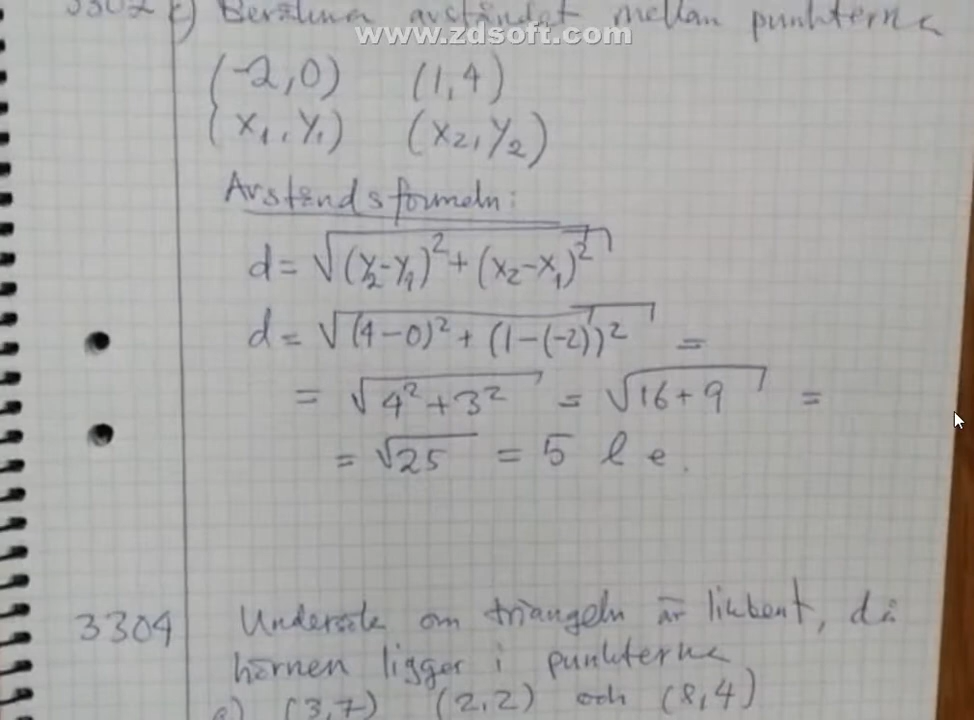 3302 c) Beräkna avståndet mellan punkterna
www.zdsoft.com
(-2,0) (1,4)
(x₁, y₁) (x₂, y₂)
Avståndsformeln:
d = √((y₂-y₁)² + (x₂-x₁)²)
d = √((4-0)² + (1-(-2))²) =
= √(4²+3²) = √(16+9) =
= √25 = 5 l e.
3304 Undersök om triangeln är likbent, då
hörnen ligger i punkterna
a) (3,7) (2,2) och (8,4)